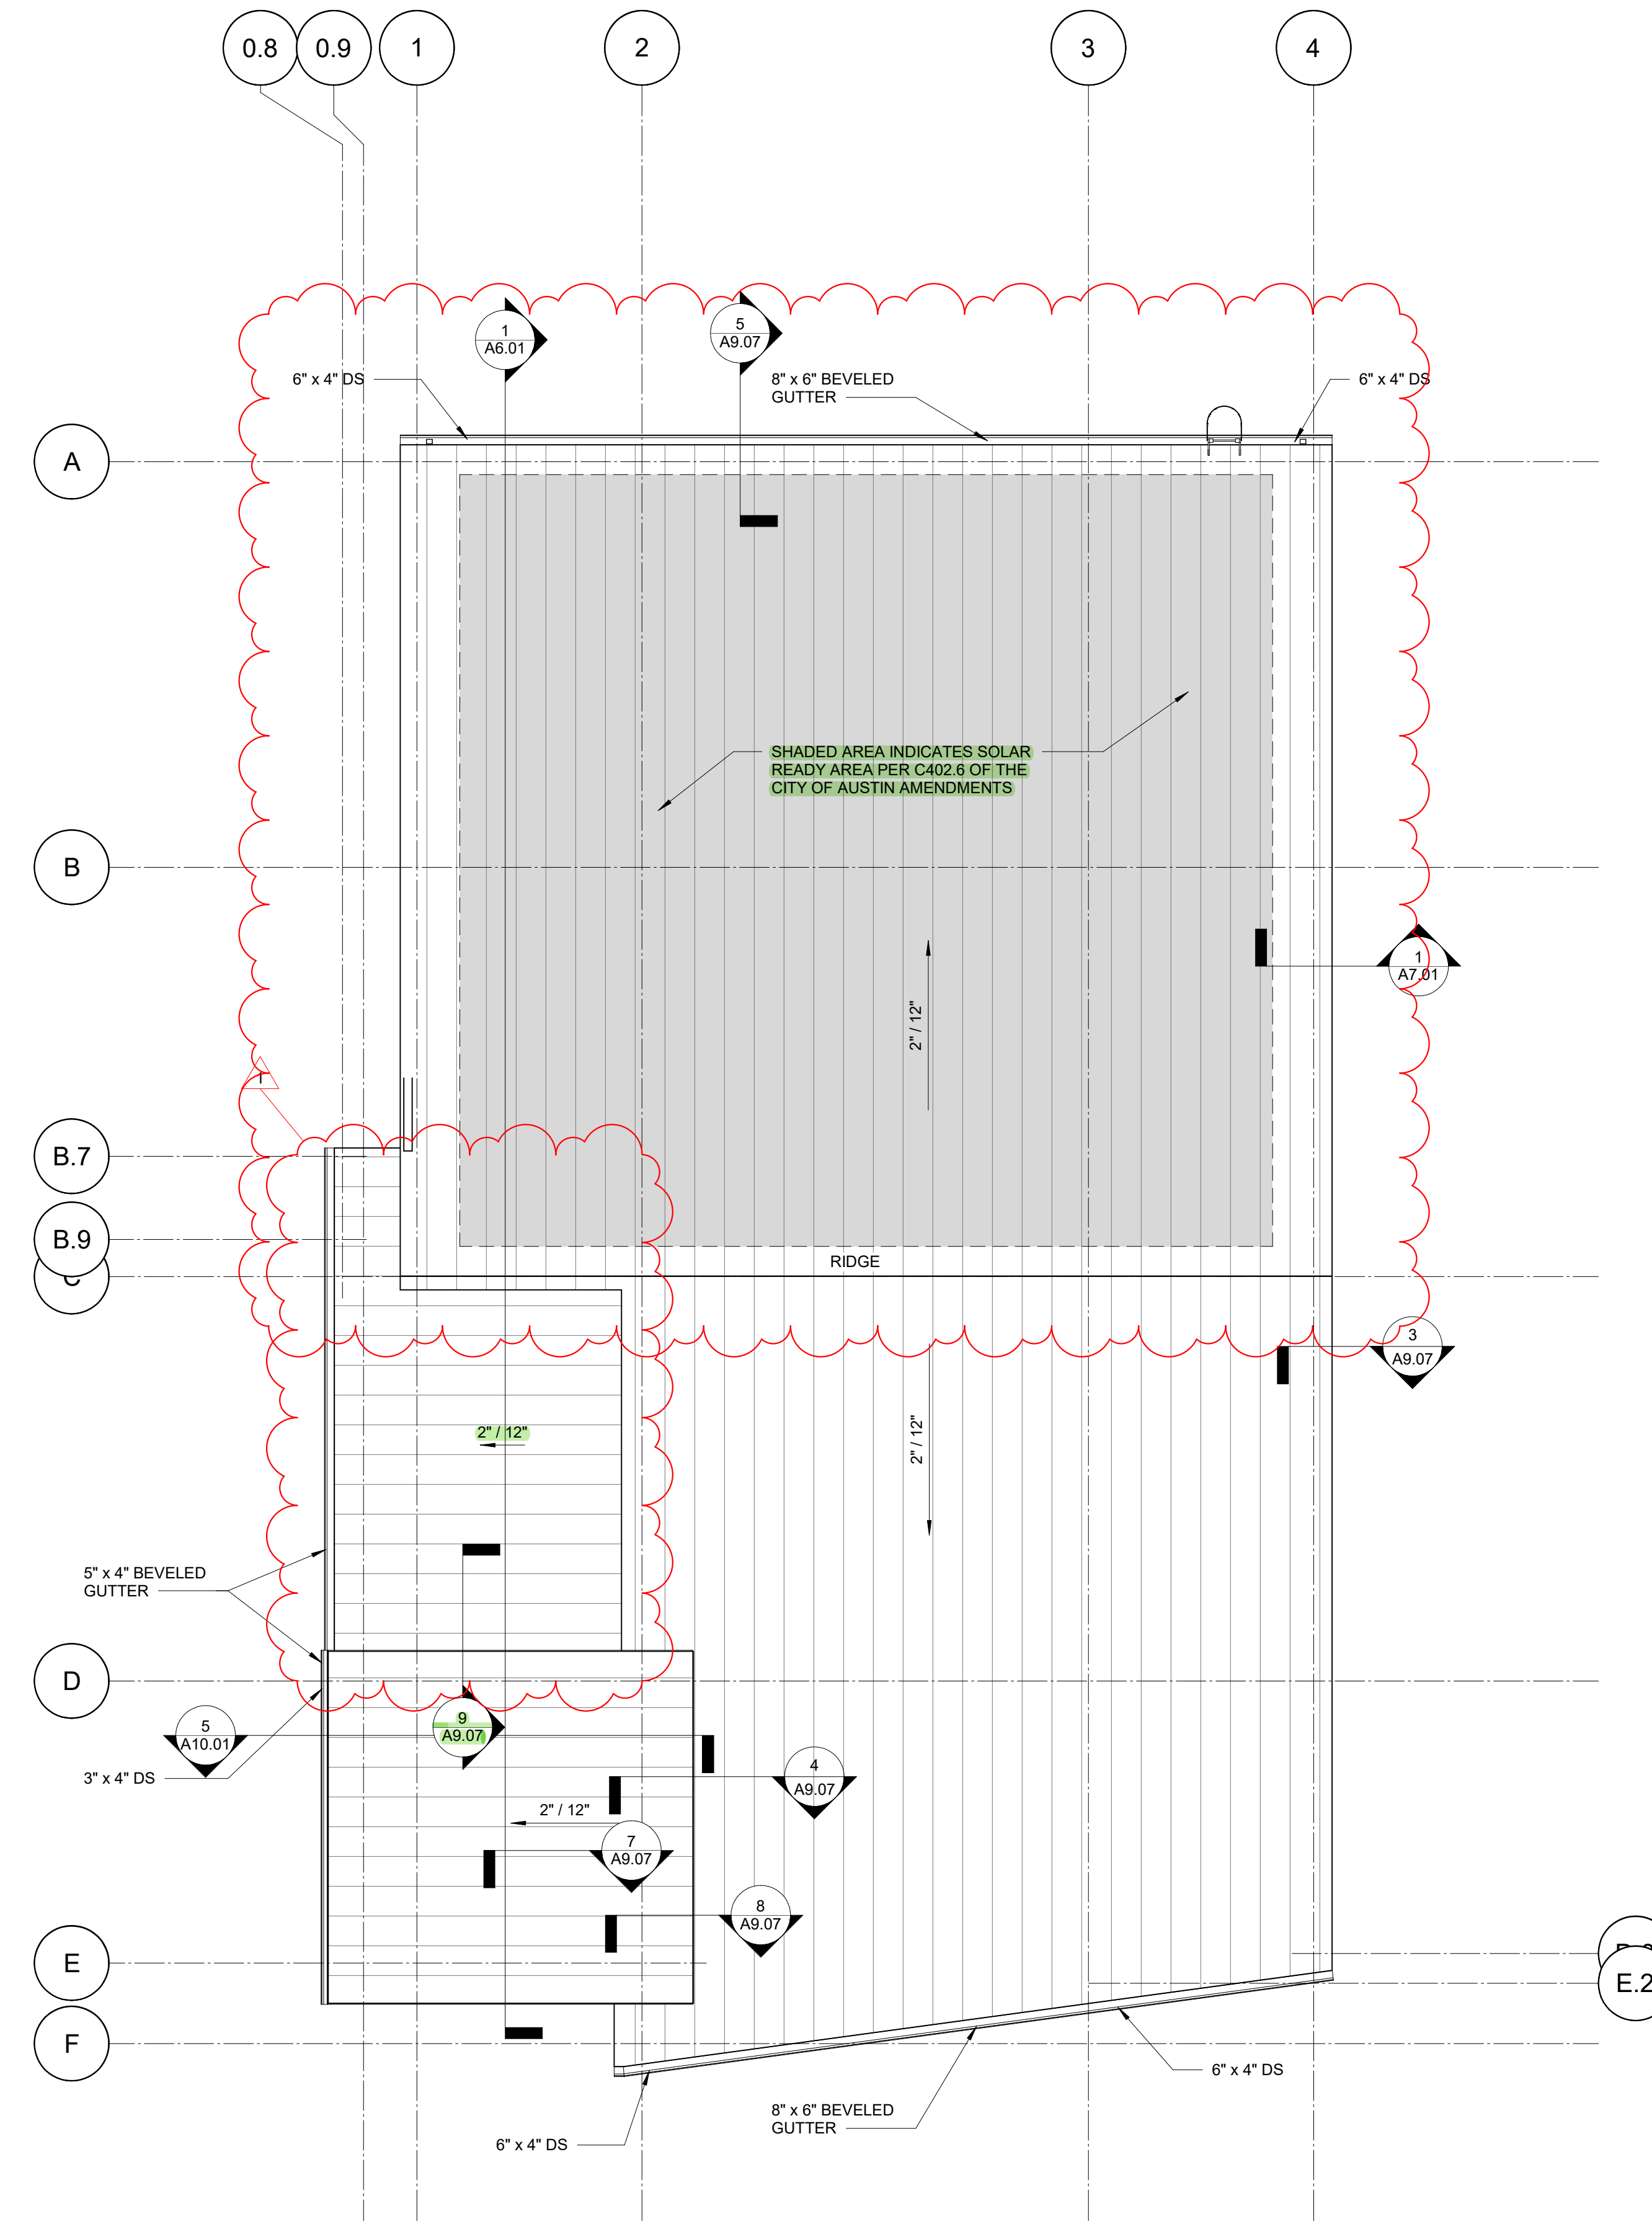 0.8
0.9
1
2
3
4
1
A6.01
5
A9.07
6" x 4" DS
8" x 6" BEVELED
GUTTER
6" x 4" DS
A
SHADED AREA INDICATES SOLAR
READY AREA PER C402.6 OF THE
CITY OF AUSTIN AMENDMENTS
B
1
A7.01
2" / 12"
1
B.7
B.9
C
RIDGE
3
A9.07
2" / 12"
2" / 12"
5" x 4" BEVELED
GUTTER
D
9
A9.07
5
A10.01
3" x 4" DS
4
A9.07
2" / 12"
7
A9.07
8
A9.07
E
E.2
F
6" x 4" DS
8" x 6" BEVELED
GUTTER
6" x 4" DS